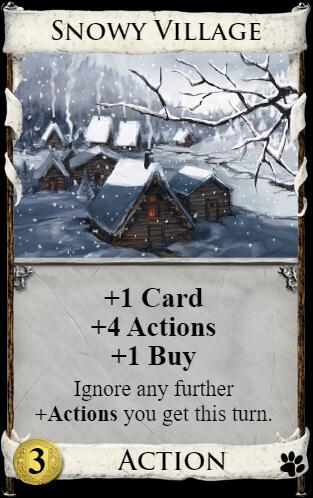 SNOWY VILLAGE
+1 Card
+4 Actions
+1 Buy
Ignore any further
+Actions you get this turn.
3
ACTION